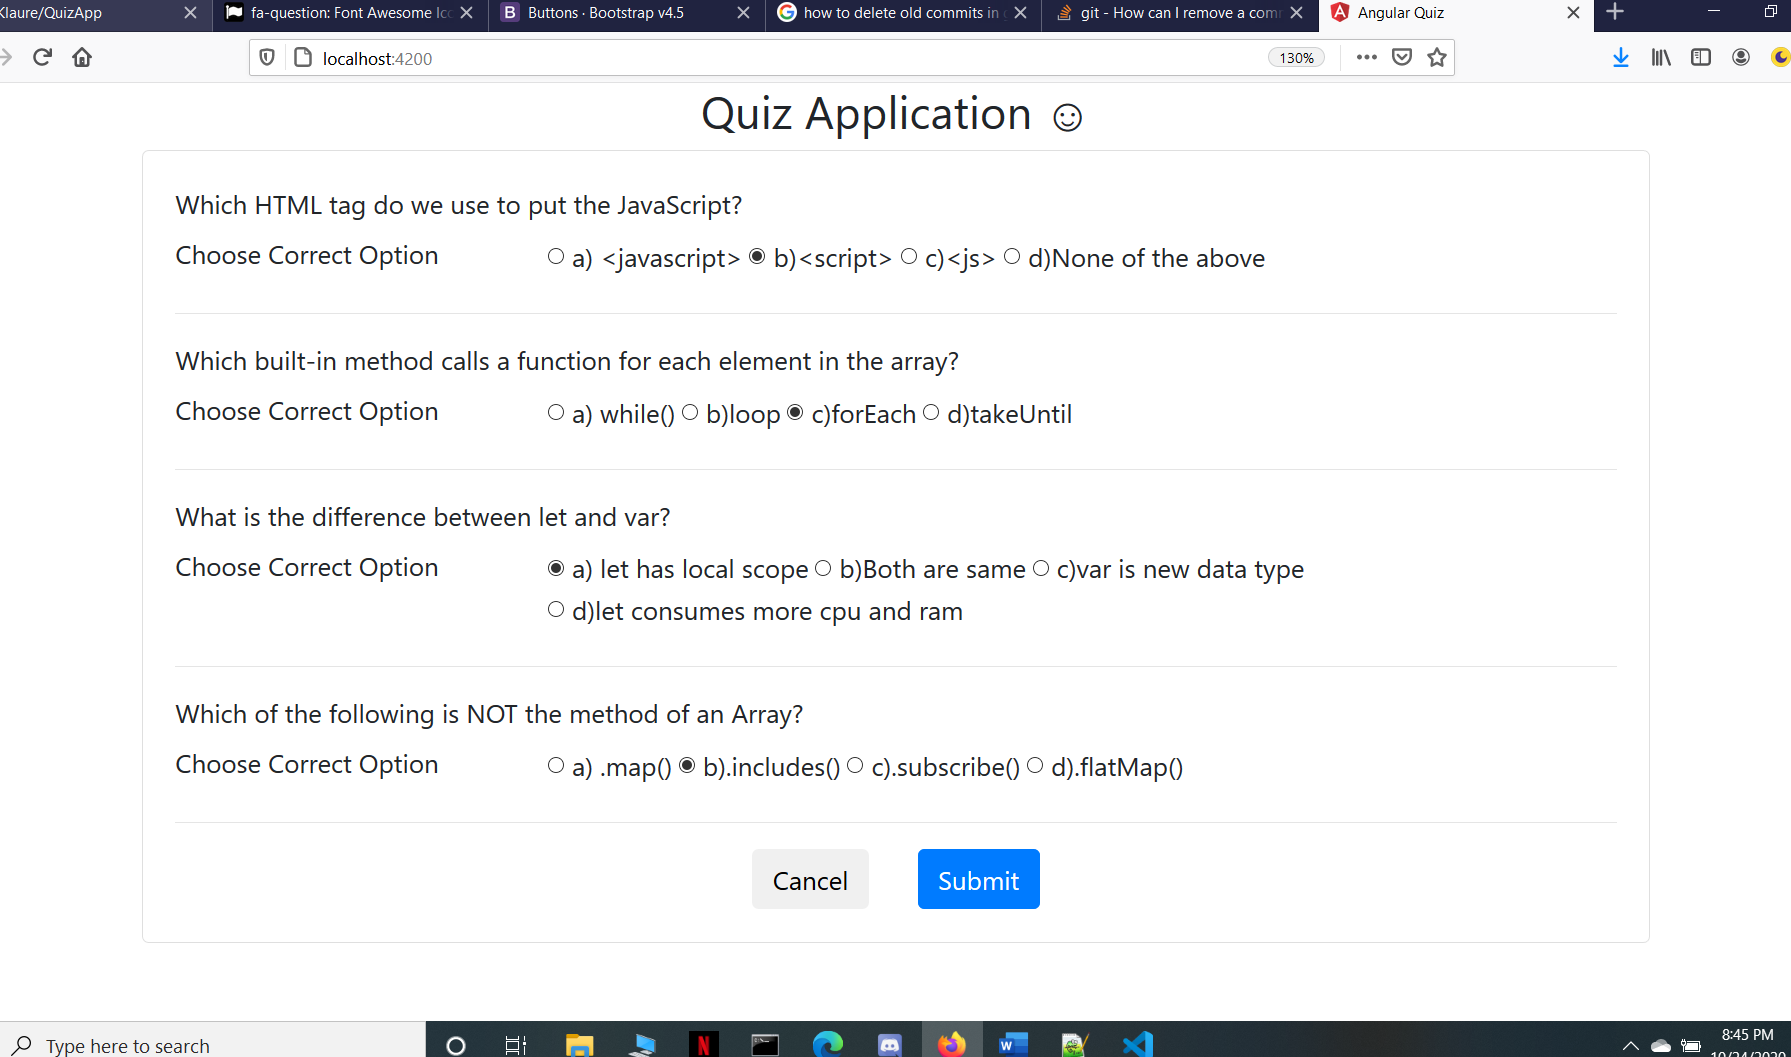 Klaure/QuizApp
fa-question: Font Awesome Ic
B Buttons · Bootstrap v4.5
how to delete old commits in
git - How can I remove a com
Angular Quiz
localhost:4200
130%
Quiz Application
Which HTML tag do we use to put the JavaScript?
Choose Correct Option a) <javascript> b)<script> c)<js> d)None of the above
Which built-in method calls a function for each element in the array?
Choose Correct Option a) while() b)loop c)forEach d)takeUntil
What is the difference between let and var?
Choose Correct Option a) let has local scope b)Both are same c)var is new data type
d)let consumes more cpu and ram
Which of the following is NOT the method of an Array?
Choose Correct Option a) .map() b).includes() c).subscribe() d).flatMap()
Cancel Submit
Type here to search
8:45 PM